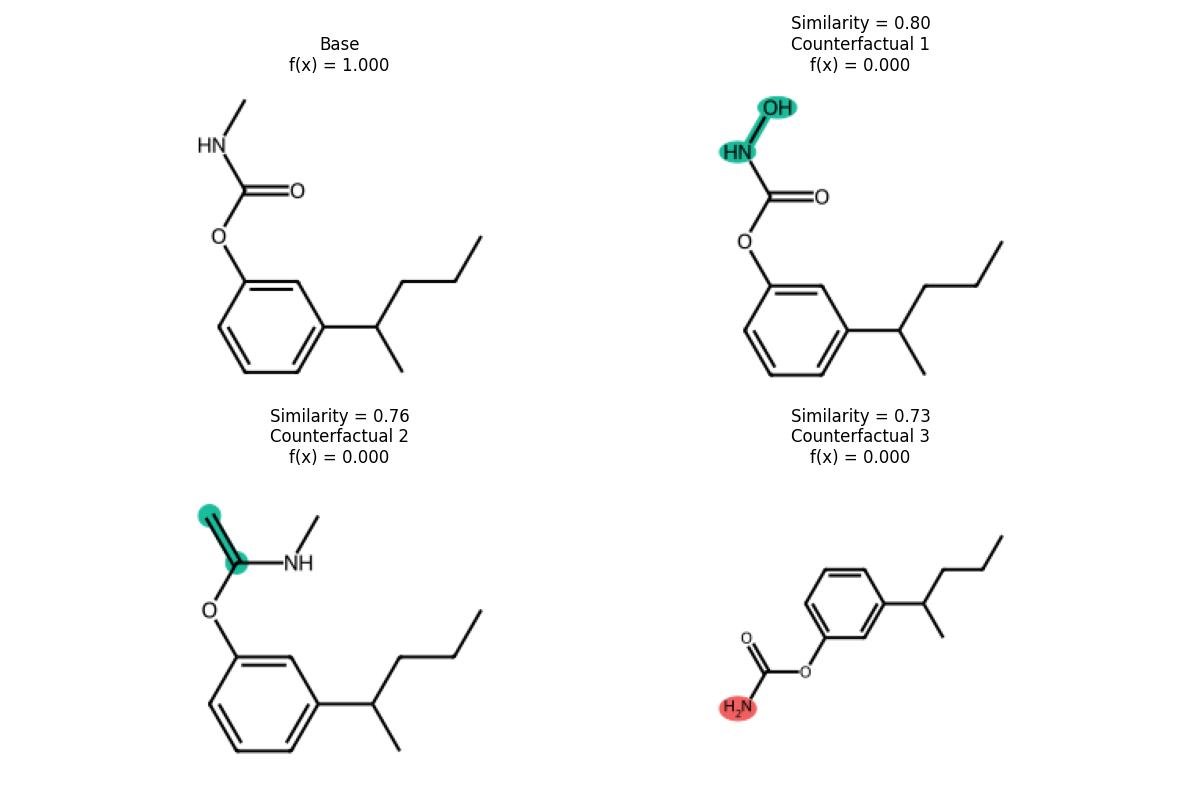 Base
f(x) = 1.000
HN
O
O
Similarity = 0.80
Counterfactual 1
f(x) = 0.000
OH
HN
O
O
Similarity = 0.76
Counterfactual 2
f(x) = 0.000
NH
O
Similarity = 0.73
Counterfactual 3
f(x) = 0.000
O
O
H₂N